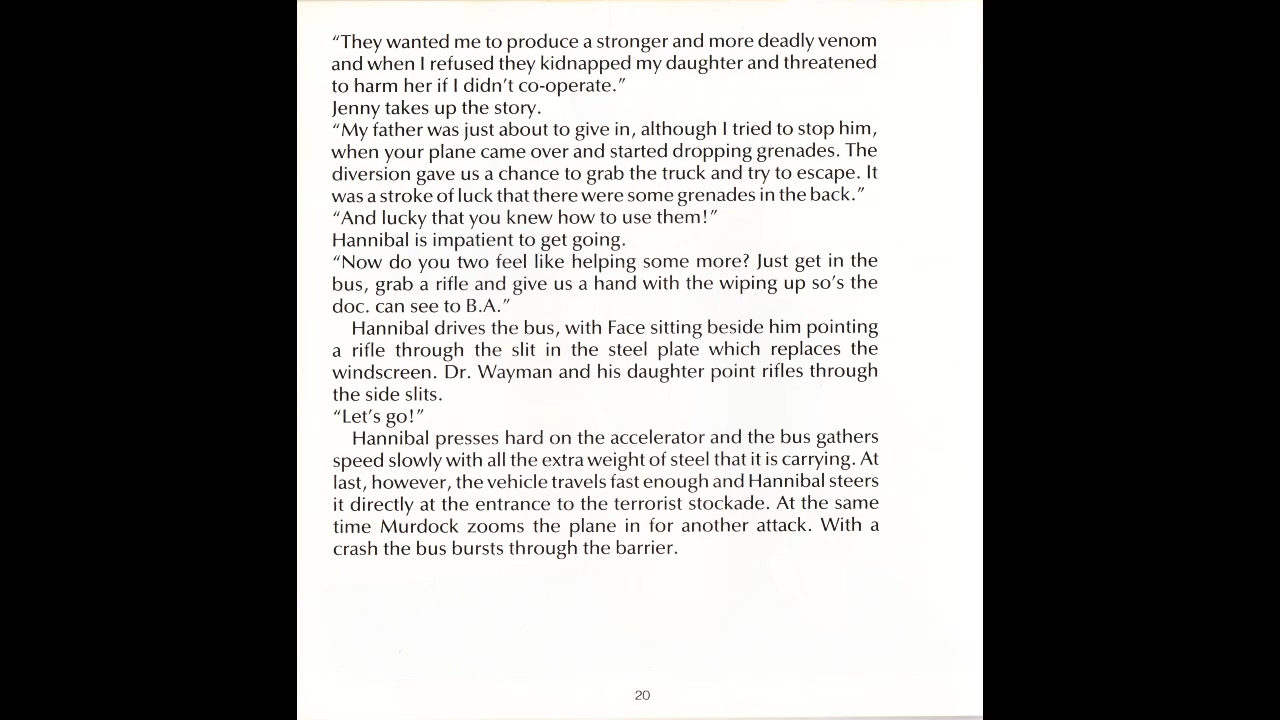 “They wanted me to produce a stronger and more deadly venom
and when I refused they kidnapped my daughter and threatened
to harm her if I didn’t co-operate.”
Jenny takes up the story.
“My father was just about to give in, although I tried to stop him,
when your plane came over and started dropping grenades. The
diversion gave us a chance to grab the truck and try to escape. It
was a stroke of luck that there were some grenades in the back.”
“And lucky that you knew how to use them!”
Hannibal is impatient to get going.
“Now do you two feel like helping some more? Just get in the
bus, grab a rifle and give us a hand with the wiping up so’s the
doc. can see to B.A.”
Hannibal drives the bus, with Face sitting beside him pointing
a rifle through the slit in the steel plate which replaces the
windscreen. Dr. Wayman and his daughter point rifles through
the side slits.
“Let’s go!”
Hannibal presses hard on the accelerator and the bus gathers
speed slowly with all the extra weight of steel that it is carrying. At
last, however, the vehicle travels fast enough and Hannibal steers
it directly at the entrance to the terrorist stockade. At the same
time Murdock zooms the plane in for another attack. With a
crash the bus bursts through the barrier.
20